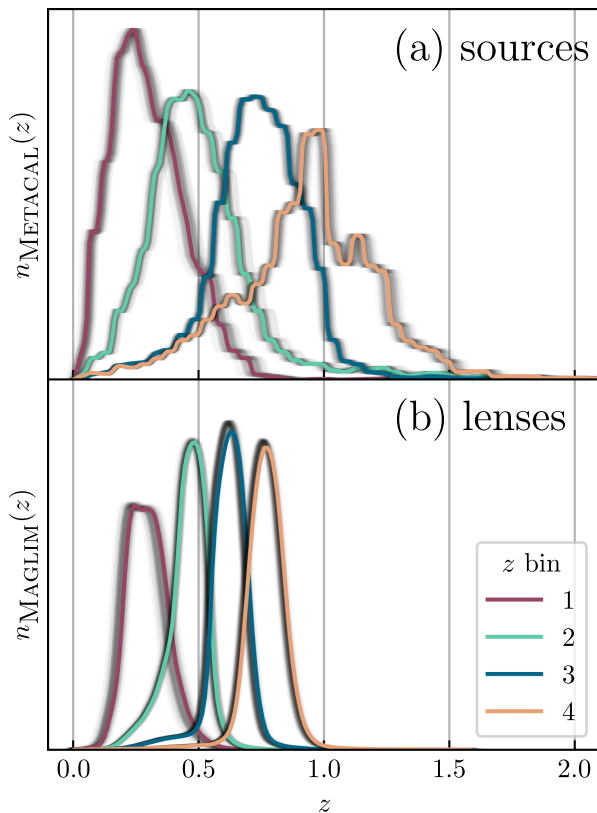 (a) sources
n_METACAL(z)
(b) lenses
n_MAGLIM(z)
z bin
1
2
3
4
0.0 0.5 1.0 1.5 2.0
z